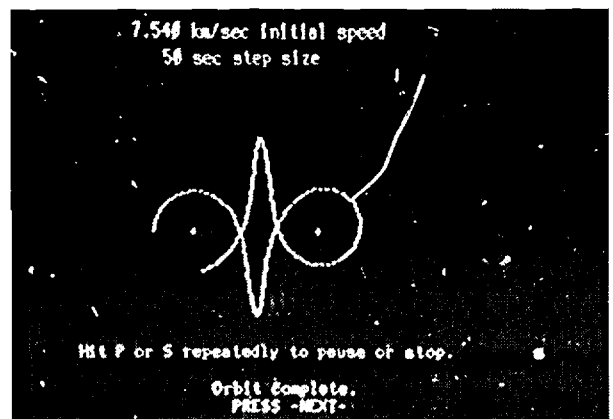 7.540 km/sec initial speed
50 sec step size
Hit P or S repeatedly to pause or stop.
Orbit complete.
PRESS -NEXT-